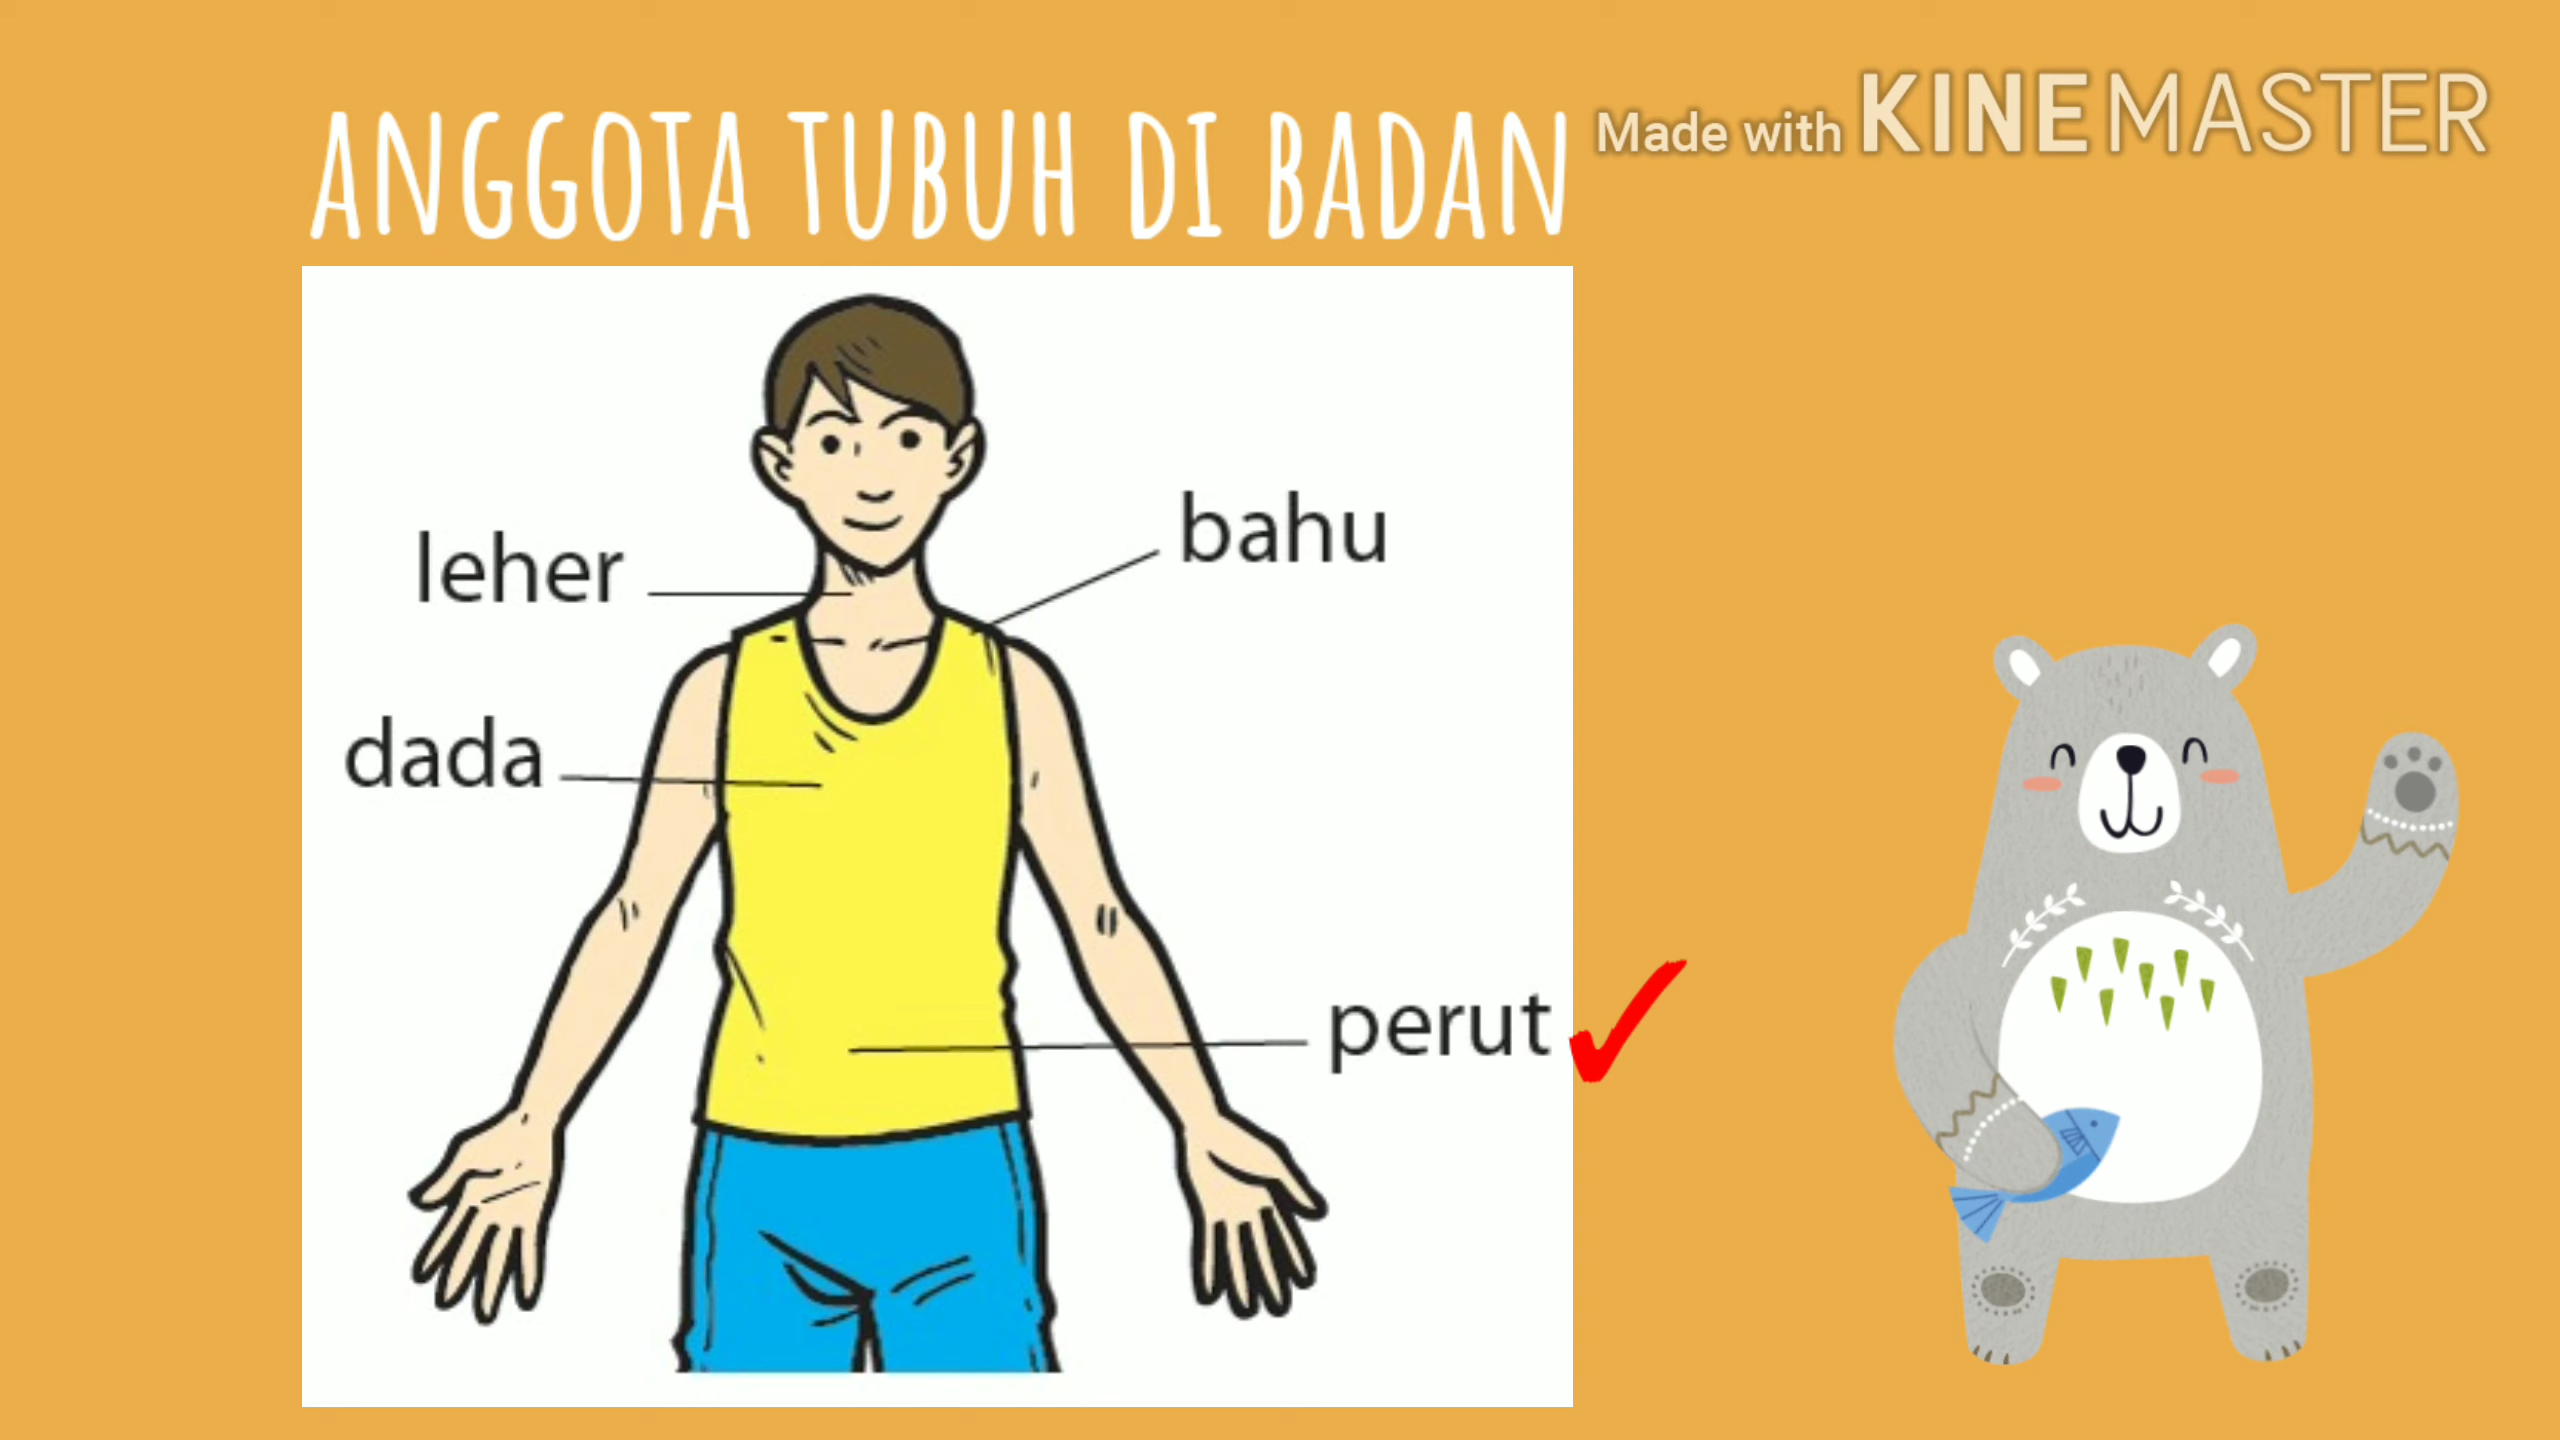 ANGGOTA TUBUH DI BADAN
Made with KINEMASTER
leher
bahu
dada
perut